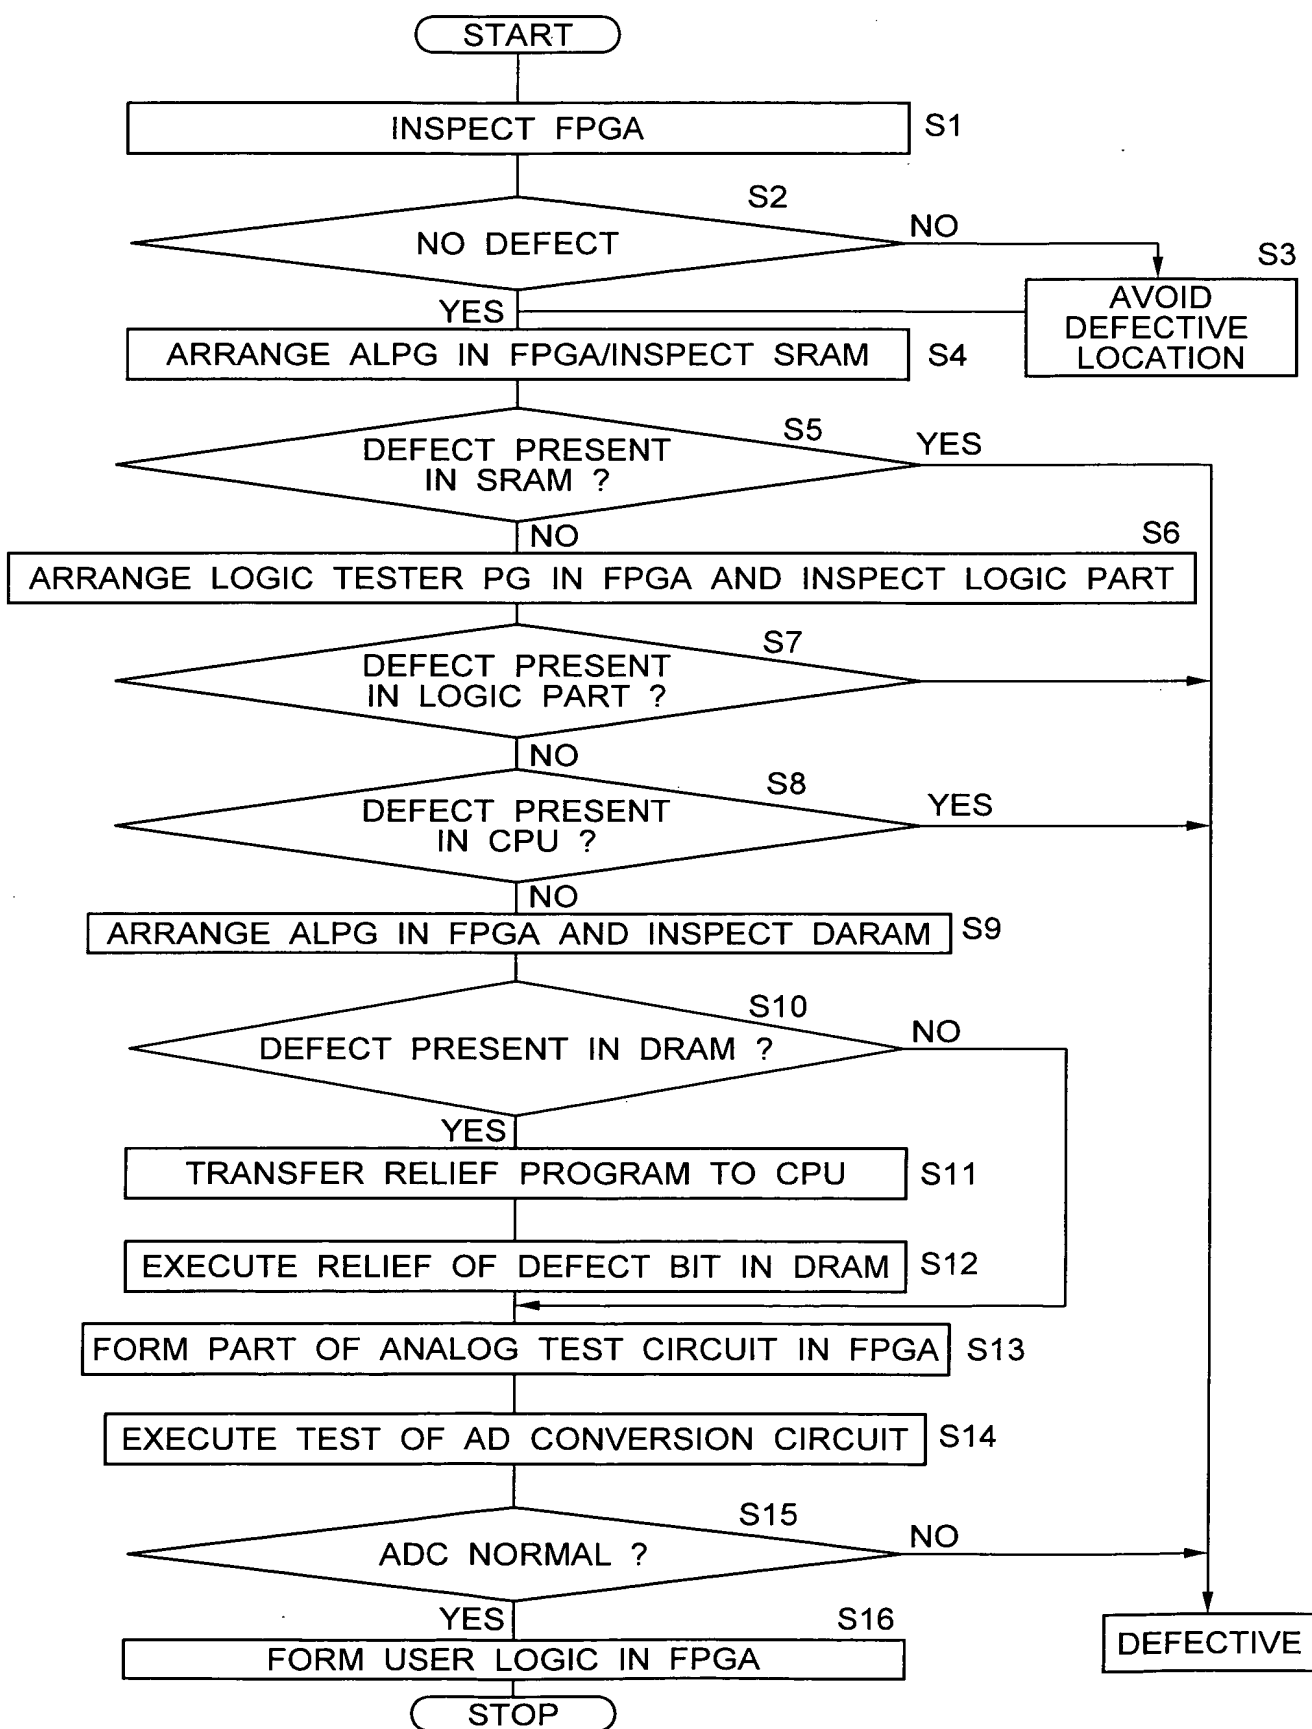 START
INSPECT FPGA
S1
S2
NO DEFECT
NO
S3
YES
AVOID
DEFECTIVE
LOCATION
ARRANGE ALPG IN FPGA/INSPECT SRAM
S4
S5
DEFECT PRESENT
IN SRAM ?
YES
NO
S6
ARRANGE LOGIC TESTER PG IN FPGA AND INSPECT LOGIC PART
S7
DEFECT PRESENT
IN LOGIC PART ?
NO
S8
DEFECT PRESENT
IN CPU ?
YES
NO
ARRANGE ALPG IN FPGA AND INSPECT DARAM
S9
S10
DEFECT PRESENT IN DRAM ?
NO
YES
TRANSFER RELIEF PROGRAM TO CPU
S11
EXECUTE RELIEF OF DEFECT BIT IN DRAM
S12
FORM PART OF ANALOG TEST CIRCUIT IN FPGA
S13
EXECUTE TEST OF AD CONVERSION CIRCUIT
S14
S15
ADC NORMAL ?
NO
YES
S16
FORM USER LOGIC IN FPGA
DEFECTIVE
STOP